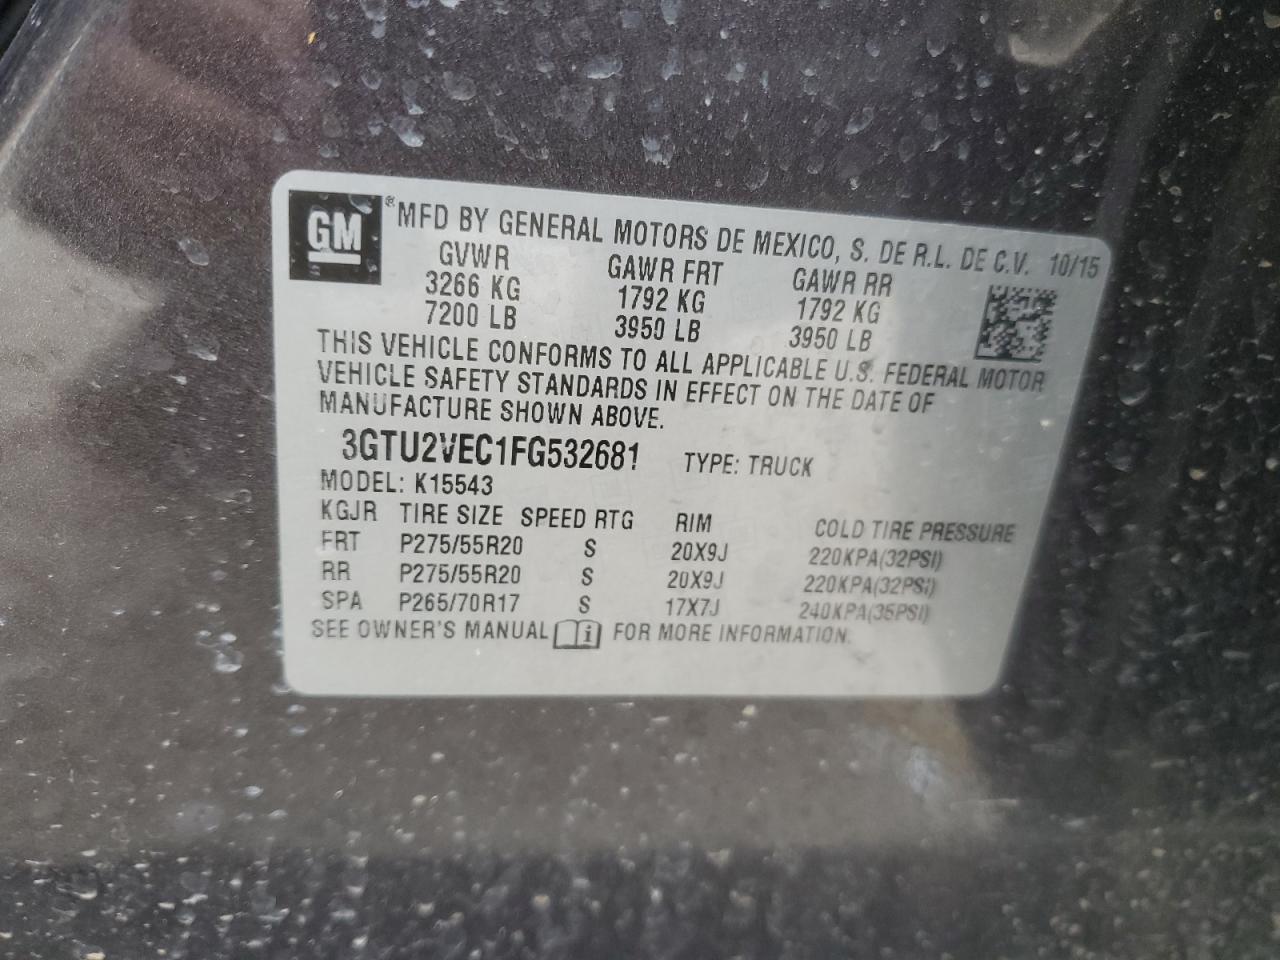 GM ® MFD BY GENERAL MOTORS DE MEXICO, S. DE R.L. DE C.V. 10/15
GVWR GAWR FRT GAWR RR
3266 KG 1792 KG 1792 KG
7200 LB 3950 LB 3950 LB
THIS VEHICLE CONFORMS TO ALL APPLICABLE U.S. FEDERAL MOTOR
VEHICLE SAFETY STANDARDS IN EFFECT ON THE DATE OF
MANUFACTURE SHOWN ABOVE.
3GTU2VEC1FG532681 TYPE: TRUCK
MODEL: K15543
KGJR TIRE SIZE SPEED RTG RIM COLD TIRE PRESSURE
FRT P275/55R20 S 20X9J 220KPA(32PSI)
RR P275/55R20 S 20X9J 220KPA(32PSI)
SPA P265/70R17 S 17X7J 240KPA(35PSI)
SEE OWNER'S MANUAL i FOR MORE INFORMATION.